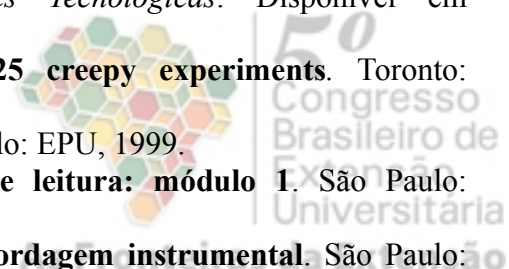 es Tecnológicas. Disponível em
5º
25 creepy experiments. Toronto:
Congresso
lo: EPU, 1999.
Brasileiro de
e leitura: módulo 1. São Paulo:
Extensão
Universitária
ordagem instrumental. São Paulo: